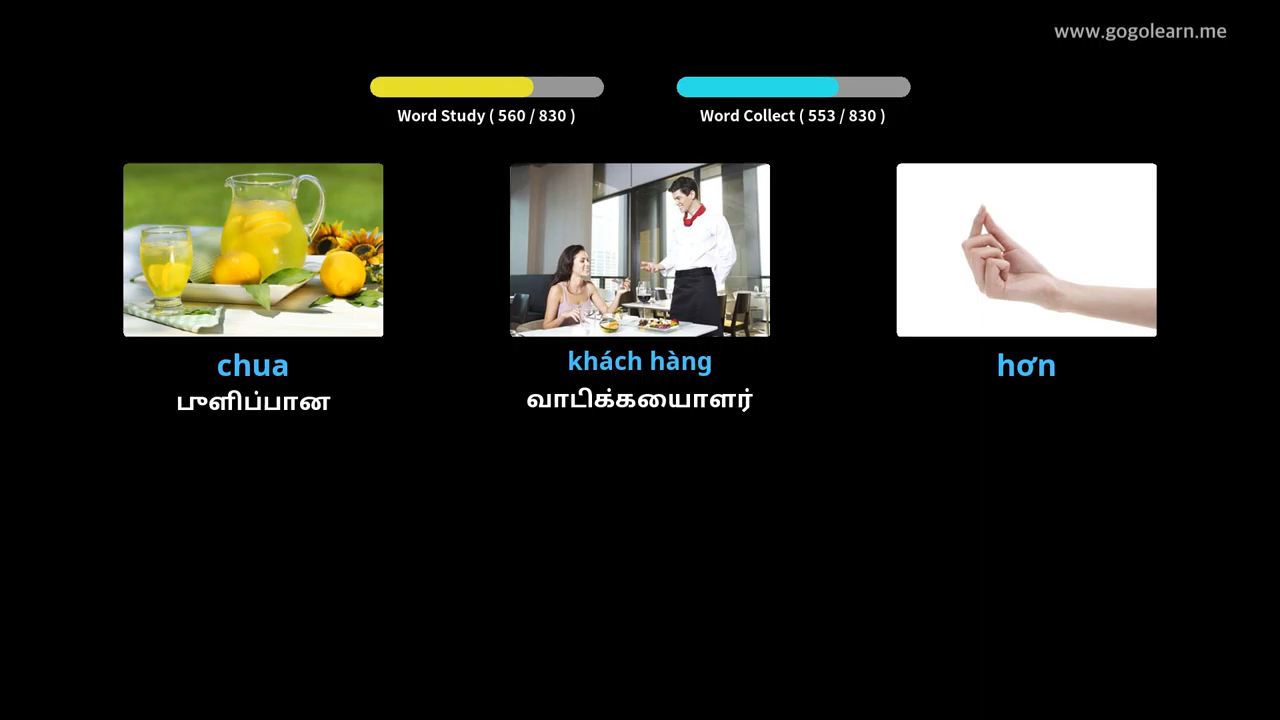 www.gogolearn.me
Word Study ( 560 / 830 )
Word Collect ( 553 / 830 )
chua
புளிப்பான
khách hàng
வாடிக்கையாளர்
hơn